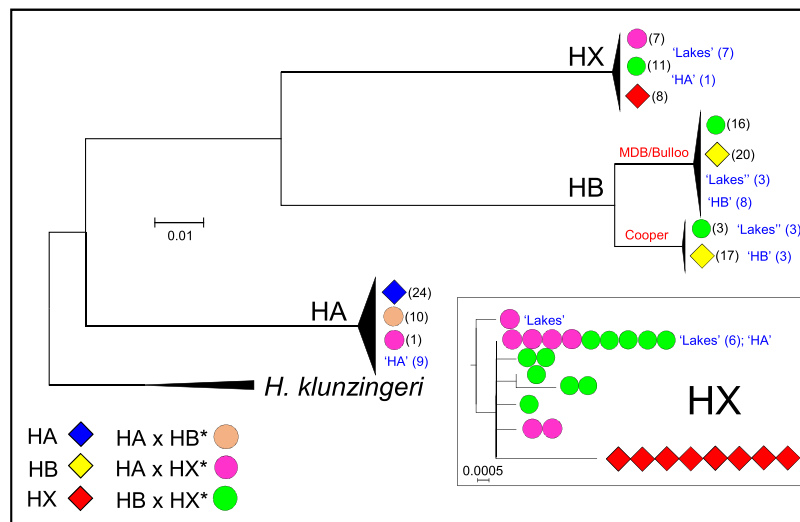 HX
(7)
'Lakes' (7)
(11)
'HA' (1)
(8)
(16)
MDB/Bulloo
(20)
'Lakes'' (3)
HB
'HB' (8)
0.01
Cooper
(3) 'Lakes'' (3)
(17) 'HB' (3)
HA
(24)
(10)
(1)
'HA' (9)
H. klunzingeri
'Lakes'
'Lakes' (6); 'HA'
HX
0.0005
HA HA x HB*
HB HA x HX*
HX HB x HX*